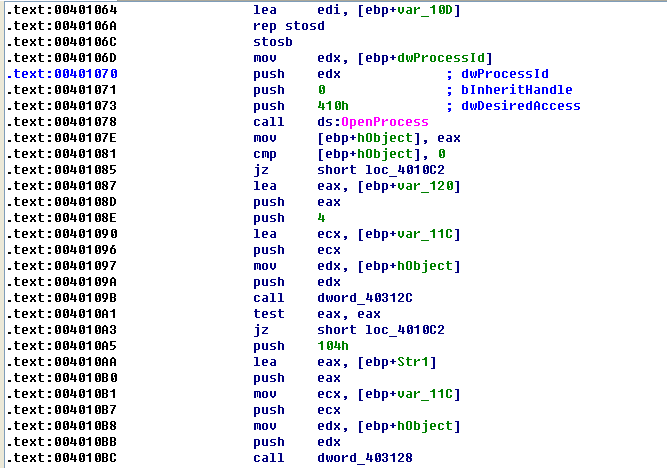 .text:00401064 lea edi, [ebp+var_10D]
.text:0040106A rep stosd
.text:0040106C stosb
.text:0040106D mov edx, [ebp+dwProcessId]
.text:00401070 push edx ; dwProcessId
.text:00401071 push 0 ; bInheritHandle
.text:00401073 push 410h ; dwDesiredAccess
.text:00401078 call ds:OpenProcess
.text:0040107E mov [ebp+hObject], eax
.text:00401081 cmp [ebp+hObject], 0
.text:00401085 jz short loc_4010C2
.text:00401087 lea eax, [ebp+var_120]
.text:0040108D push eax
.text:0040108E push 4
.text:00401090 lea ecx, [ebp+var_11C]
.text:00401096 push ecx
.text:00401097 mov edx, [ebp+hObject]
.text:0040109A push edx
.text:0040109B call dword_40312C
.text:004010A1 test eax, eax
.text:004010A3 jz short loc_4010C2
.text:004010A5 push 104h
.text:004010AA lea eax, [ebp+Str1]
.text:004010B0 push eax
.text:004010B1 mov ecx, [ebp+var_11C]
.text:004010B7 push ecx
.text:004010B8 mov edx, [ebp+hObject]
.text:004010BB push edx
.text:004010BC call dword_403128